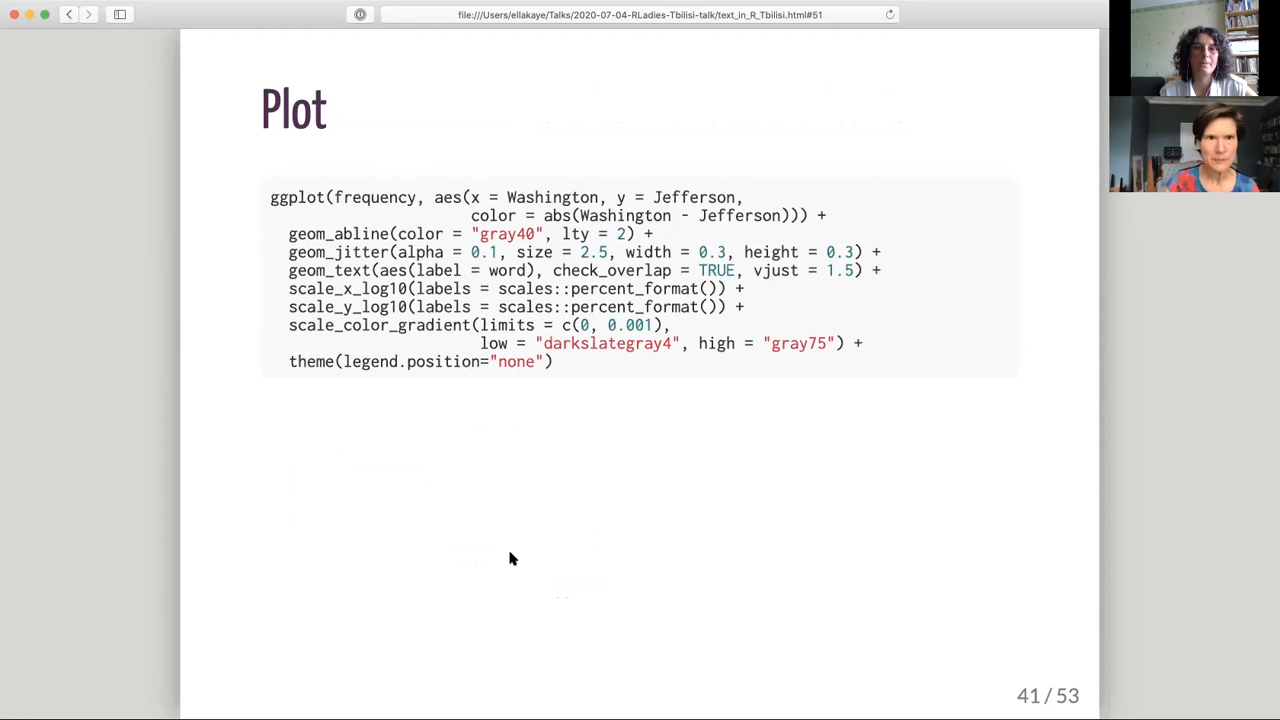 file:///Users/ellakaye/Talks/2020-07-04-RLadies-Tbilisi-talk/text_in_R_Tbilisi.html#51
Plot
ggplot(frequency, aes(x = Washington, y = Jefferson,
                      color = abs(Washington - Jefferson))) +
  geom_abline(color = "gray40", lty = 2) +
  geom_jitter(alpha = 0.1, size = 2.5, width = 0.3, height = 0.3) +
  geom_text(aes(label = word), check_overlap = TRUE, vjust = 1.5) +
  scale_x_log10(labels = scales::percent_format()) +
  scale_y_log10(labels = scales::percent_format()) +
  scale_color_gradient(limits = c(0, 0.001),
                       low = "darkslategray4", high = "gray75") +
  theme(legend.position="none")
41 / 53